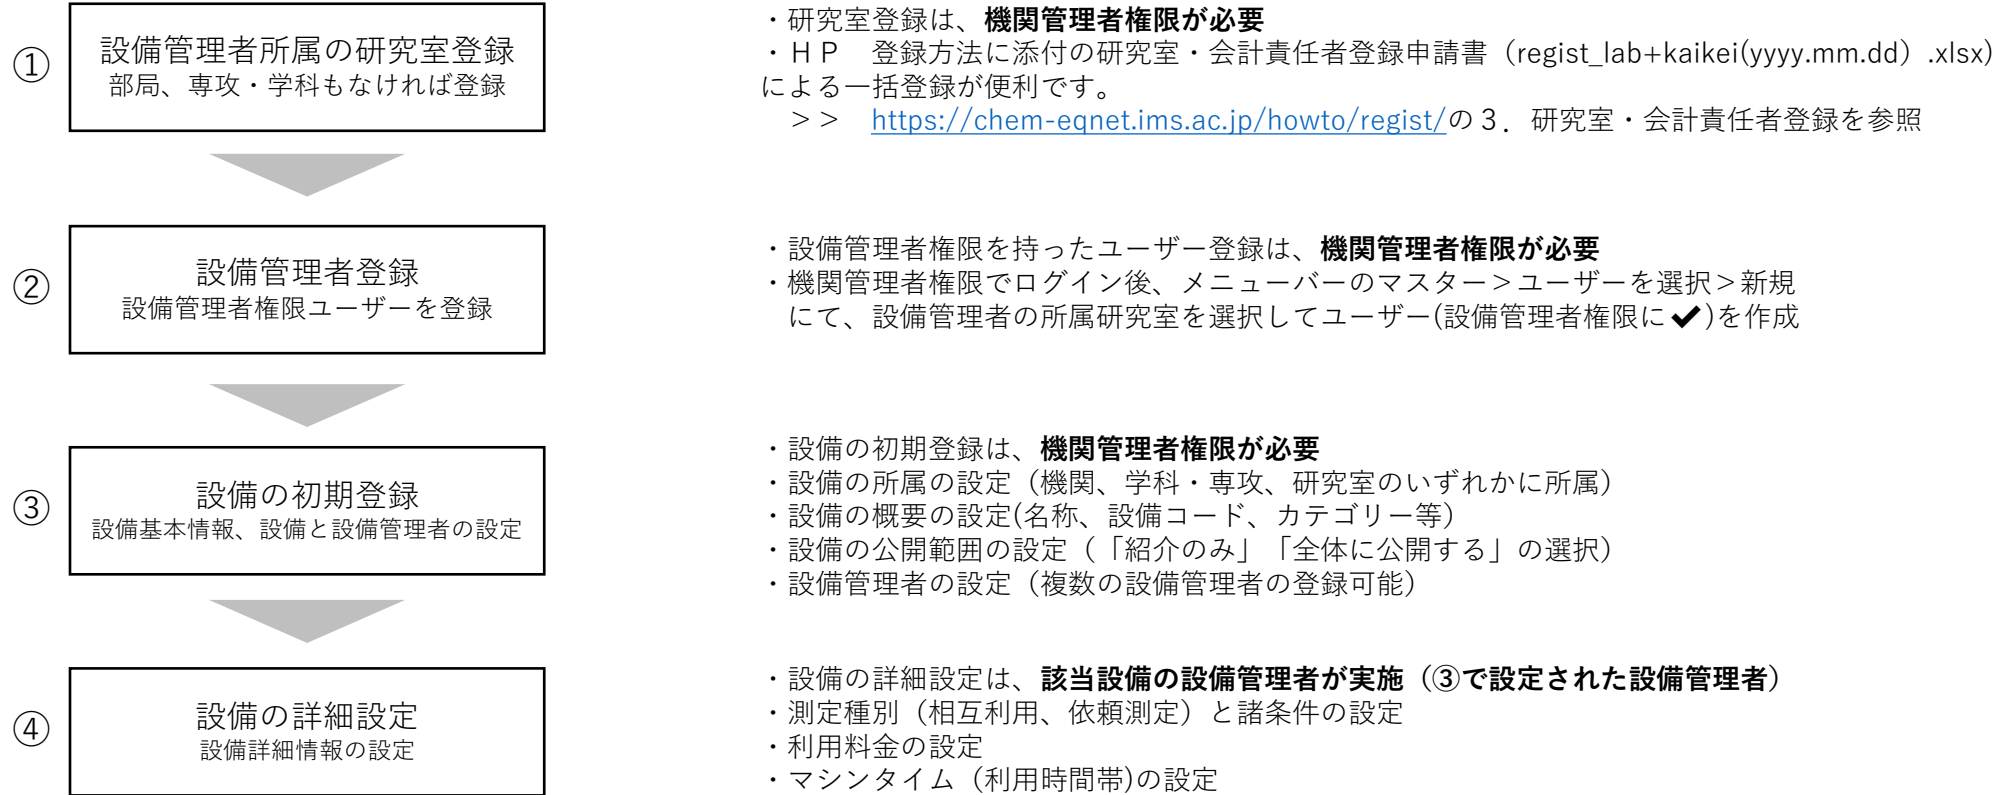 ①
設備管理者所属の研究室登録
部局、専攻・学科もなければ登録
・研究室登録は、機関管理者権限が必要
・ＨＰ　登録方法に添付の研究室・会計責任者登録申請書（regist_lab+kaikei(yyyy.mm.dd）.xlsx)
による一括登録が便利です。
＞＞　https://chem-eqnet.ims.ac.jp/howto/regist/の３．研究室・会計責任者登録を参照
②
設備管理者登録
設備管理者権限ユーザーを登録
・設備管理者権限を持ったユーザー登録は、機関管理者権限が必要
・機関管理者権限でログイン後、メニューバーのマスター＞ユーザーを選択＞新規
にて、設備管理者の所属研究室を選択してユーザー(設備管理者権限に✔)を作成
③
設備の初期登録
設備基本情報、設備と設備管理者の設定
・設備の初期登録は、機関管理者権限が必要
・設備の所属の設定（機関、学科・専攻、研究室のいずれかに所属）
・設備の概要の設定(名称、設備コード、カテゴリー等）
・設備の公開範囲の設定（「紹介のみ」「全体に公開する」の選択）
・設備管理者の設定（複数の設備管理者の登録可能）
④
設備の詳細設定
設備詳細情報の設定
・設備の詳細設定は、該当設備の設備管理者が実施（③で設定された設備管理者）
・測定種別（相互利用、依頼測定）と諸条件の設定
・利用料金の設定
・マシンタイム（利用時間帯)の設定